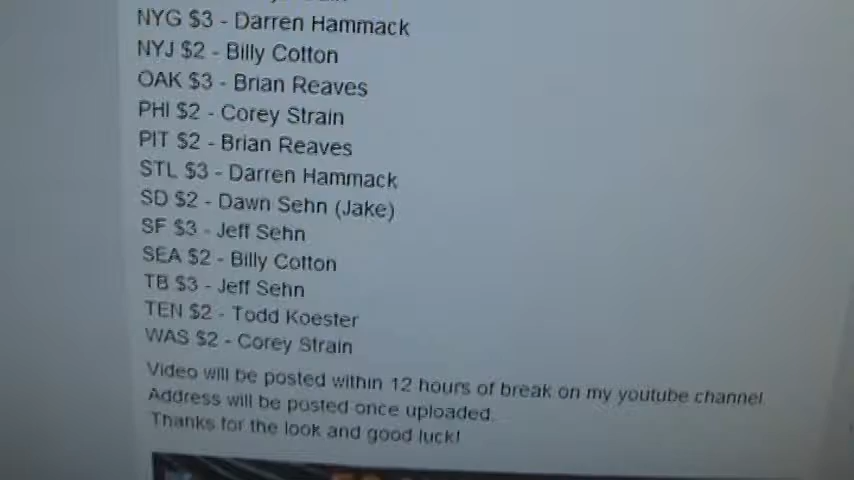 NYG $3 - Darren Hammack
NYJ $2 - Billy Cotton
OAK $3 - Brian Reaves
PHI $2 - Corey Strain
PIT $2 - Brian Reaves
STL $3 - Darren Hammack
SD $2 - Dawn Sehn (Jake)
SF $3 - Jeff Sehn
SEA $2 - Billy Cotton
TB $3 - Jeff Sehn
TEN $2 - Todd Koester
WAS $2 - Corey Strain
Video will be posted within 12 hours of break on my youtube channel.
Address will be posted once uploaded.
Thanks for the look and good luck!